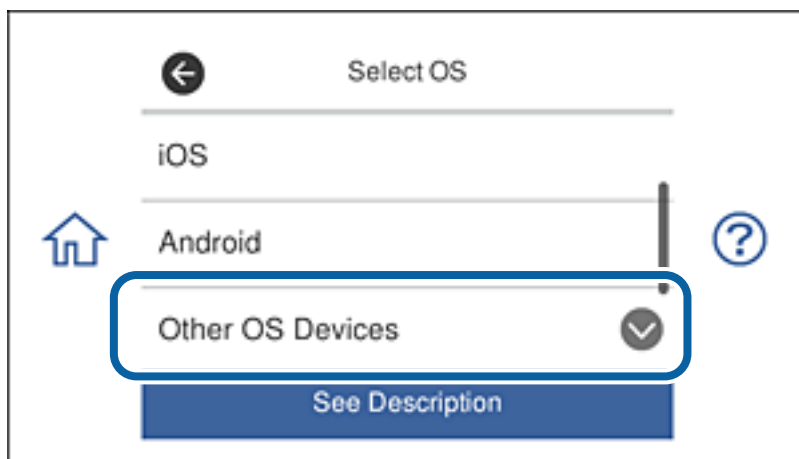 Select OS
iOS
Android
?
Other OS Devices
See Description